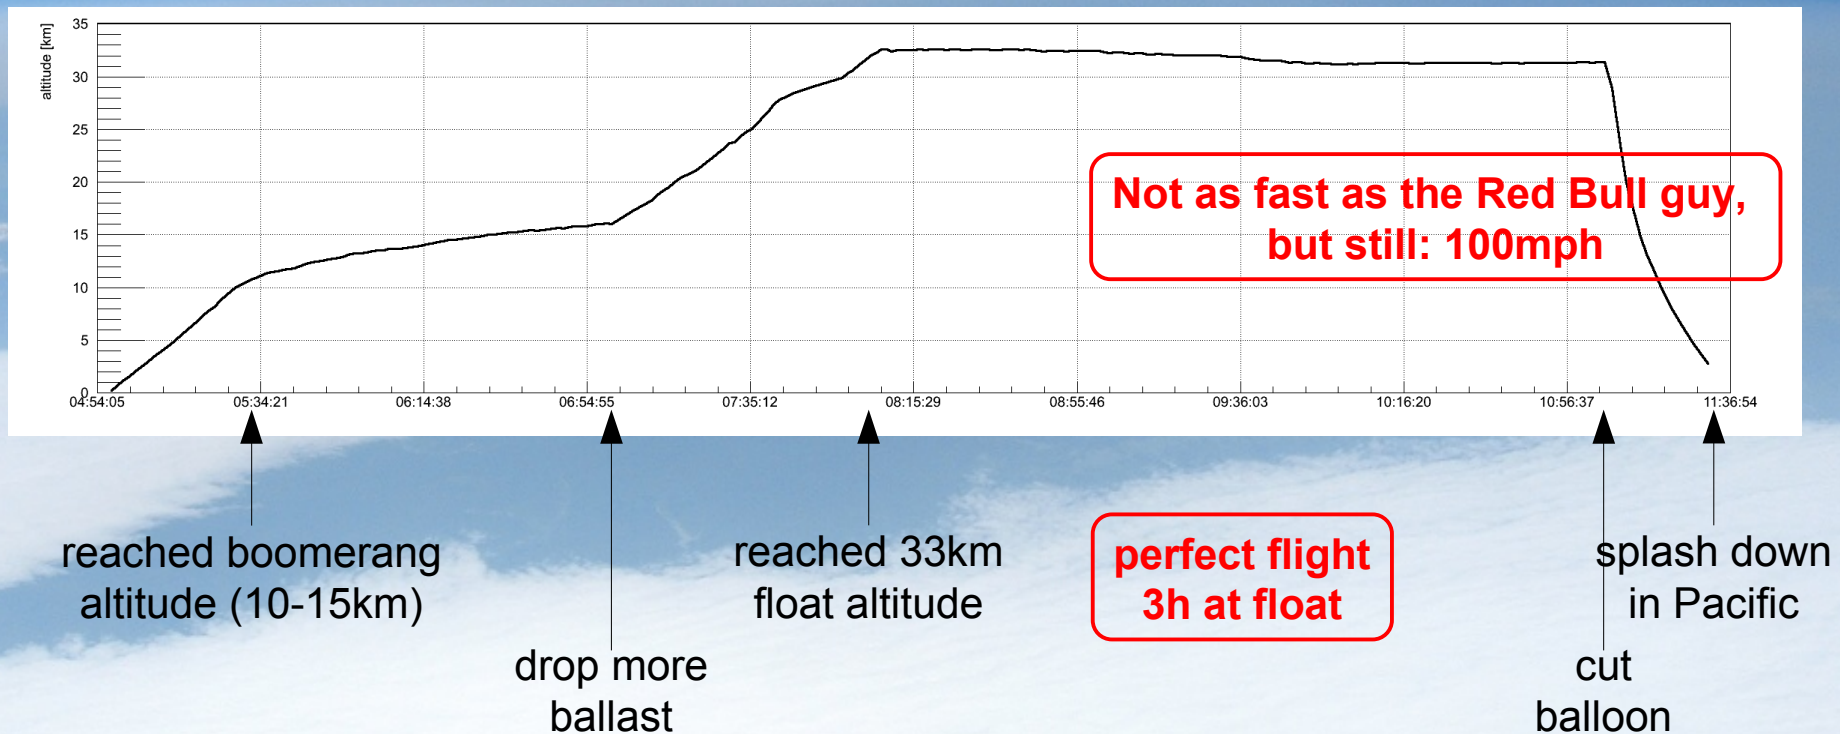 altitude [km]
35
30
25
20
15
10
5
0
04:54:05 05:34:21 06:14:38 06:54:55 07:35:12 08:15:29 08:55:46 09:36:03 10:16:20 10:56:37 11:36:54
Not as fast as the Red Bull guy,
but still: 100mph
reached boomerang
altitude (10-15km)
drop more
ballast
reached 33km
float altitude
perfect flight
3h at float
cut
balloon
splash down
in Pacific